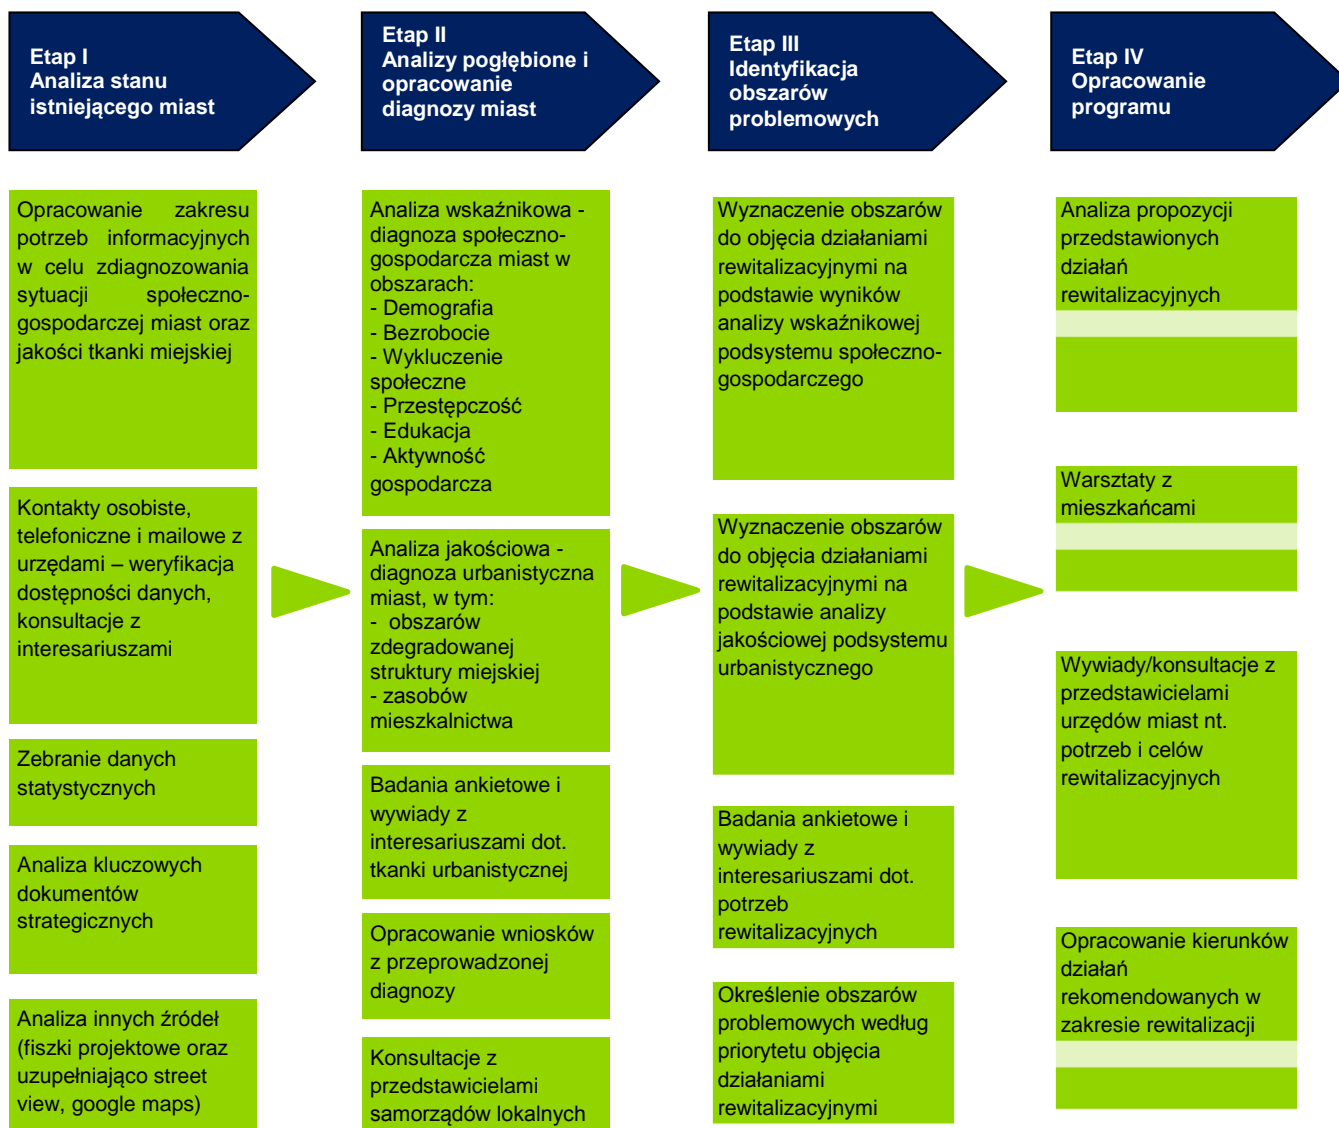 Etap I
Analiza stanu
istniejącego miast
Etap II
Analizy pogłębione i
opracowanie
diagnozy miast
Etap III
Identyfikacja
obszarów
problemowych
Etap IV
Opracowanie
programu
Opracowanie zakresu
potrzeb informacyjnych
w celu zdiagnozowania
sytuacji społeczno-
gospodarczej miast oraz
jakości tkanki miejskiej
Kontakty osobiste,
telefoniczne i mailowe z
urzędami – weryfikacja
dostępności danych,
konsultacje z
interesariuszami
Zebranie danych
statystycznych
Analiza kluczowych
dokumentów
strategicznych
Analiza innych źródeł
(fiszki projektowe oraz
uzupełniająco street
view, google maps)
Analiza wskaźnikowa -
diagnoza społeczno-
gospodarcza miast w
obszarach:
- Demografia
- Bezrobocie
- Wykluczenie
społeczne
- Przestępczość
- Edukacja
- Aktywność
gospodarcza
Analiza jakościowa -
diagnoza urbanistyczna
miast, w tym:
- obszarów
zdegradowanej
struktury miejskiej
- zasobów
mieszkalnictwa
Badania ankietowe i
wywiady z
interesariuszami dot.
tkanki urbanistycznej
Opracowanie wniosków
z przeprowadzonej
diagnozy
Konsultacje z
przedstawicielami
samorządów lokalnych
Wyznaczenie obszarów
do objęcia działaniami
rewitalizacyjnymi na
podstawie wyników
analizy wskaźnikowej
podsystemu społeczno-
gospodarczego
Wyznaczenie obszarów
do objęcia działaniami
rewitalizacyjnymi na
podstawie analizy
jakościowej podsystemu
urbanistycznego
Badania ankietowe i
wywiady z
interesariuszami dot.
potrzeb
rewitalizacyjnych
Określenie obszarów
problemowych według
priorytetu objęcia
działaniami
rewitalizacyjnymi
Analiza propozycji
przedstawionych
działań
rewitalizacyjnych
Warsztaty z
mieszkańcami
Wywiady/konsultacje z
przedstawicielami
urzędów miast nt.
potrzeb i celów
rewitalizacyjnych
Opracowanie kierunków
działań
rekomendowanych w
zakresie rewitalizacji